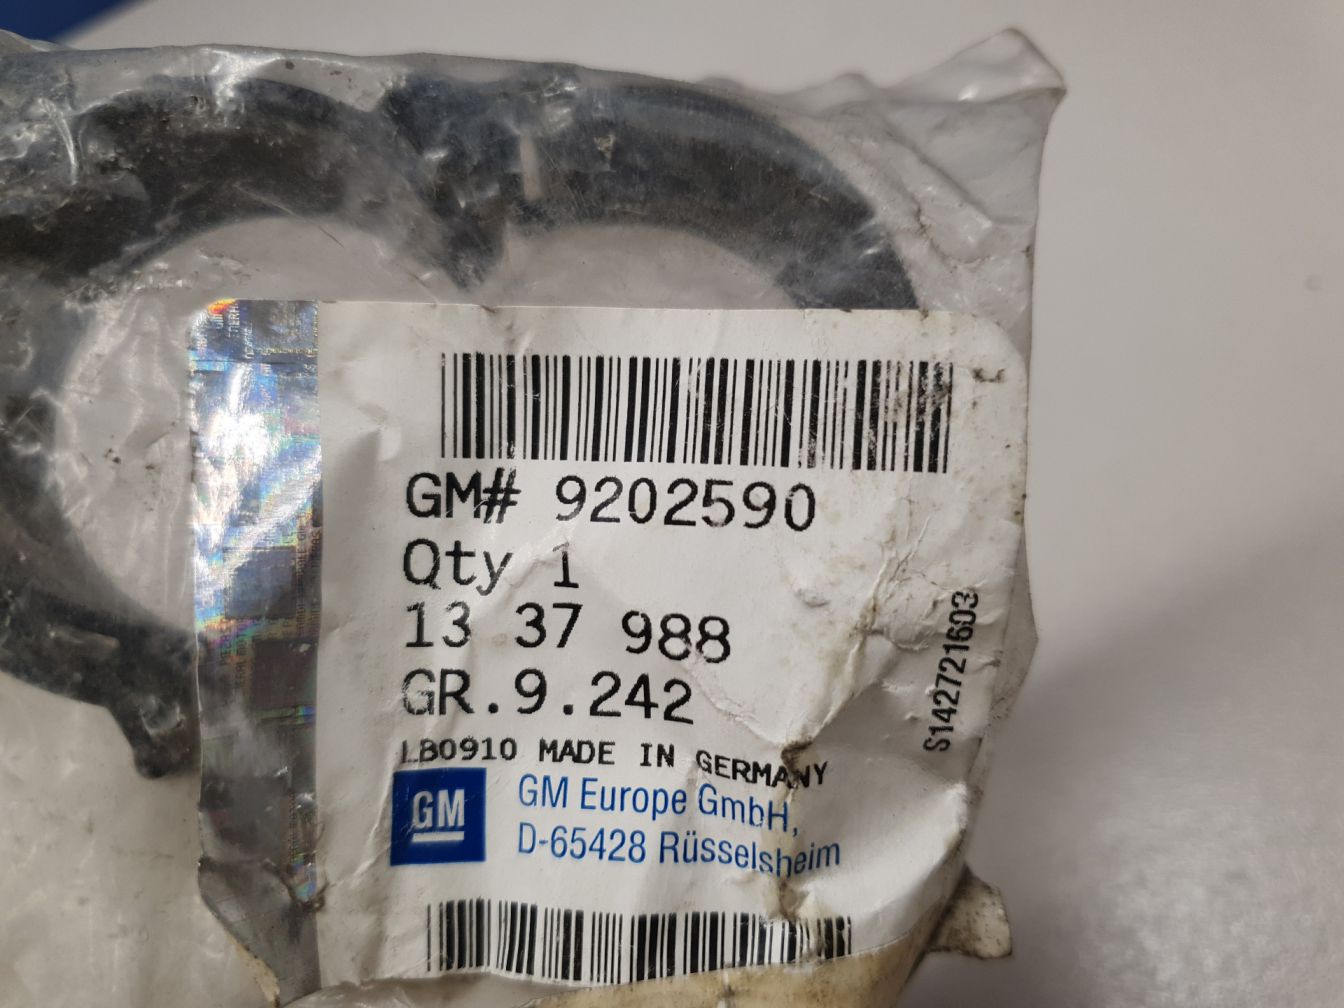 GM# 9202590
Qty 1
13 37 988
GR.9.242
LB0910 MADE IN GERMANY
GM
GM Europe GmbH,
D-65428 Rüsselsheim
S142721603